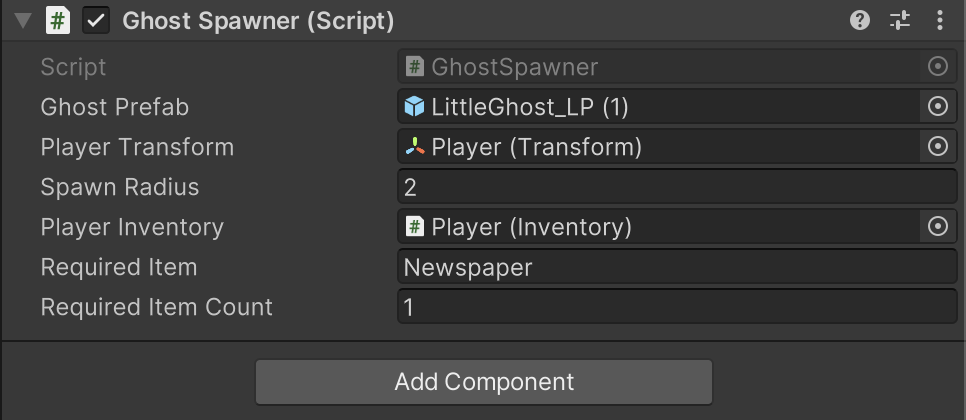 # Ghost Spawner (Script)
Script # GhostSpawner
Ghost Prefab LittleGhost_LP (1)
Player Transform Player (Transform)
Spawn Radius 2
Player Inventory # Player (Inventory)
Required Item Newspaper
Required Item Count 1
Add Component